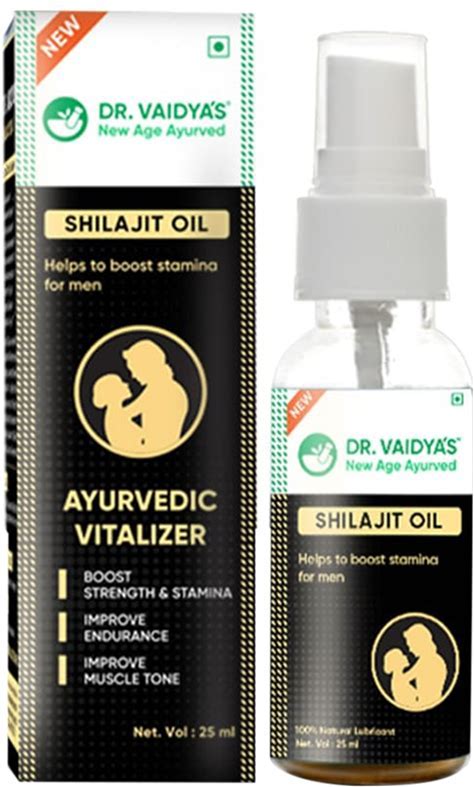 NEW
DR. VAIDYA'S
New Age Ayurved
SHILAJIT OIL
Helps to boost stamina
for men
AYURVEDIC
VITALIZER
BOOST
STRENGTH & STAMINA
IMPROVE
ENDURANCE
IMPROVE
MUSCLE TONE
Net. Vol : 25 ml
NEW
DR. VAIDYA'S
New Age Ayurved
SHILAJIT OIL
Helps to boost stamina
for men
100% Natural Lubricant
Net. Vol : 25 ml